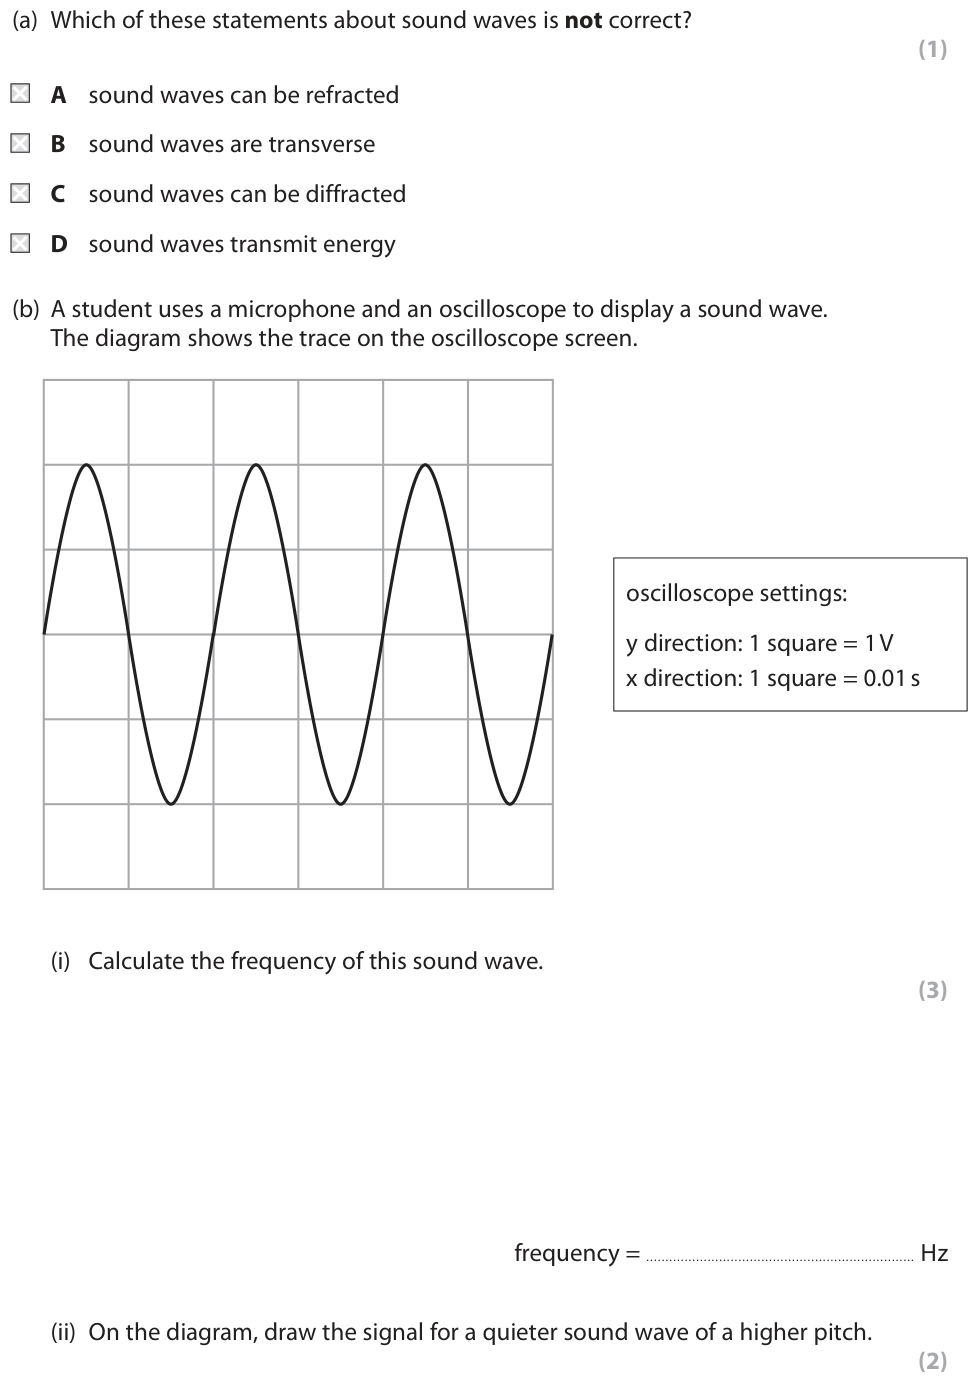 (a) Which of these statements about sound waves is not correct?
(1)
A sound waves can be refracted
B sound waves are transverse
C sound waves can be diffracted
D sound waves transmit energy
(b) A student uses a microphone and an oscilloscope to display a sound wave.
The diagram shows the trace on the oscilloscope screen.
oscilloscope settings:
y direction: 1 square = 1 V
x direction: 1 square = 0.01 s
(i) Calculate the frequency of this sound wave.
(3)
frequency = ........................................................... Hz
(ii) On the diagram, draw the signal for a quieter sound wave of a higher pitch.
(2)